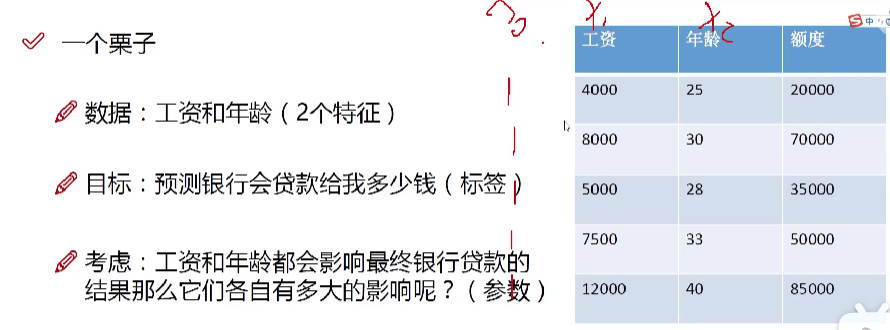 一个栗子
数据：工资和年龄（2个特征）
目标：预测银行会贷款给我多少钱（标签）
考虑：工资和年龄都会影响最终银行贷款的
结果那么它们各自有多大的影响呢？（参数）
x₁ x₂
工资 年龄 额度
4000 25 20000
8000 30 70000
5000 28 35000
7500 33 50000
12000 40 85000
中